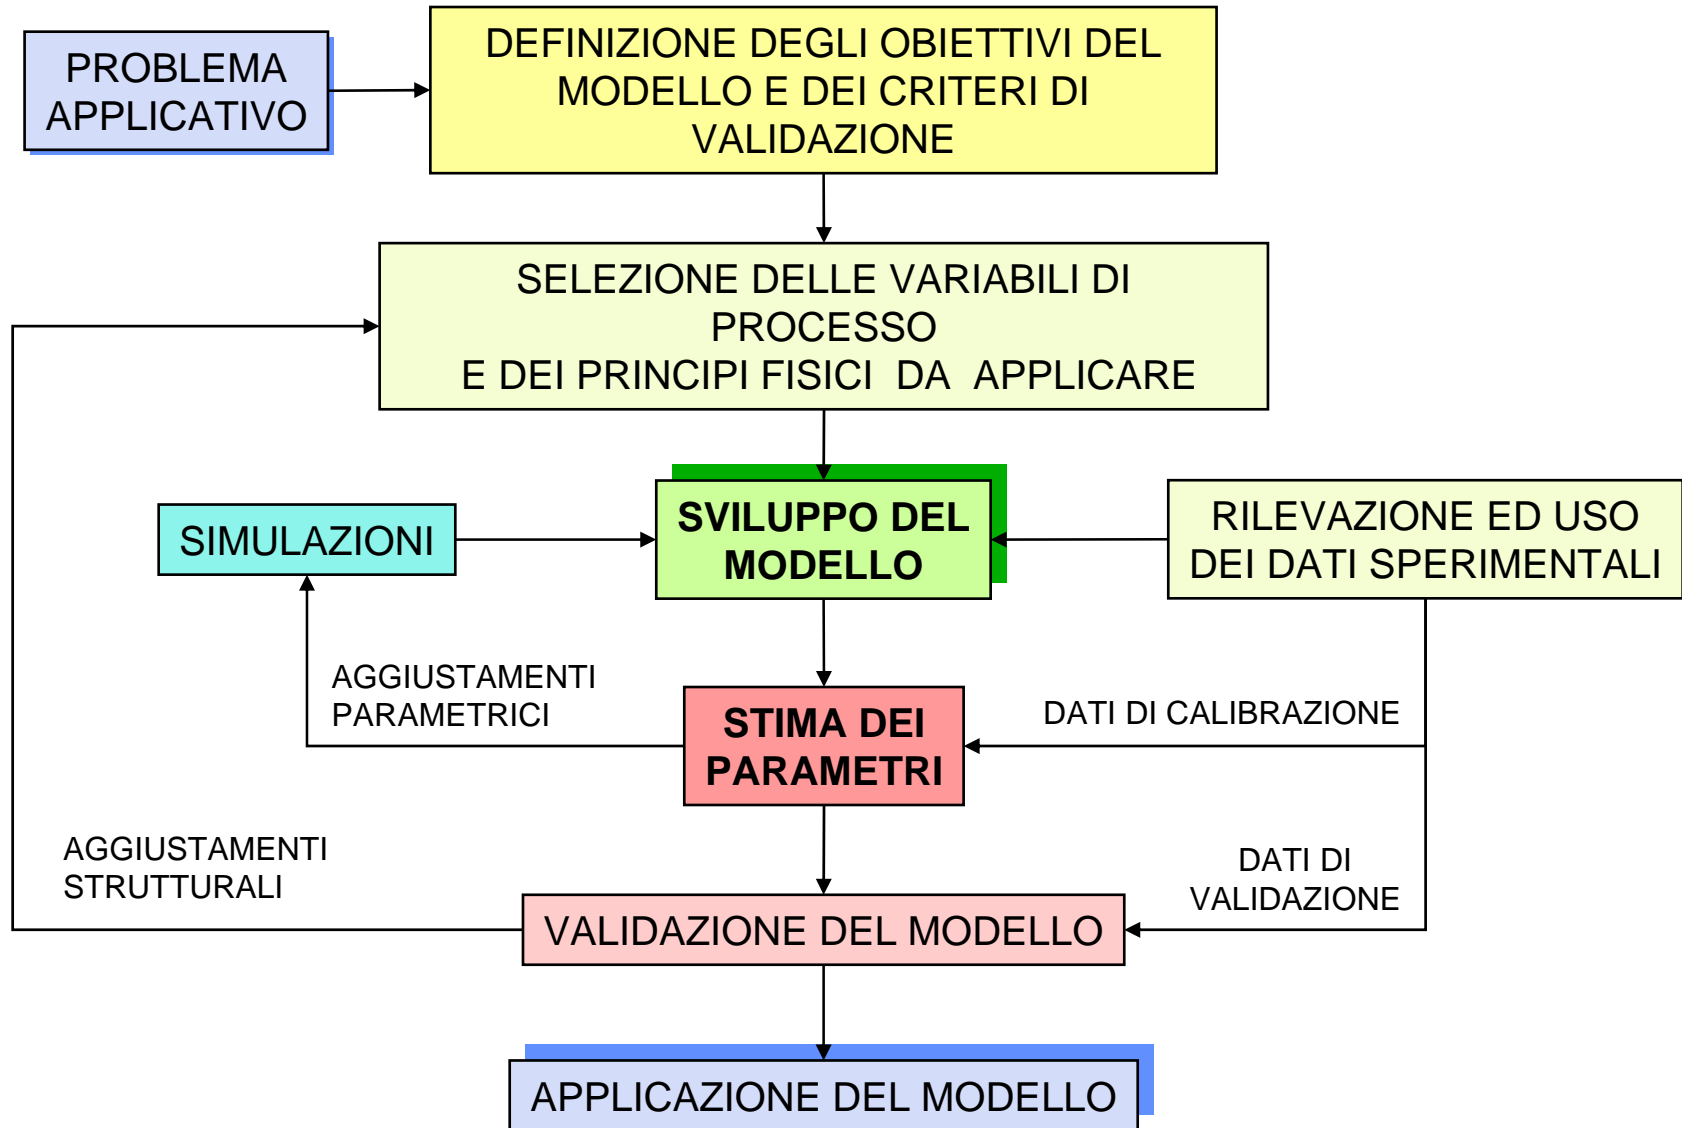 PROBLEMA
APPLICATIVO
DEFINIZIONE DEGLI OBIETTIVI DEL
MODELLO E DEI CRITERI DI
VALIDAZIONE
SELEZIONE DELLE VARIABILI DI
PROCESSO
E DEI PRINCIPI FISICI DA APPLICARE
SIMULAZIONI
SVILUPPO DEL
MODELLO
RILEVAZIONE ED USO
DEI DATI SPERIMENTALI
AGGIUSTAMENTI
PARAMETRICI
STIMA DEI
PARAMETRI
DATI DI CALIBRAZIONE
AGGIUSTAMENTI
STRUTTURALI
DATI DI
VALIDAZIONE
VALIDAZIONE DEL MODELLO
APPLICAZIONE DEL MODELLO